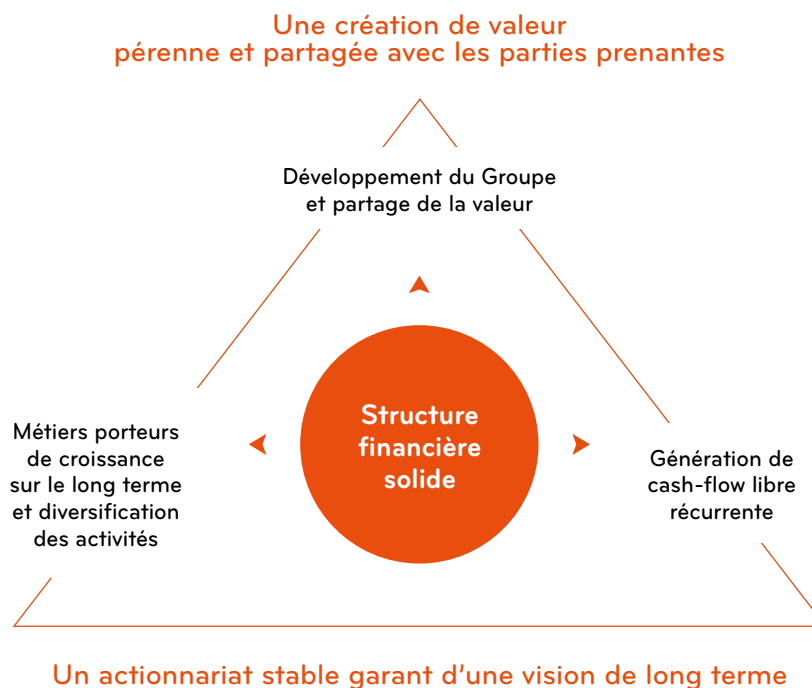 Une création de valeur
pérenne et partagée avec les parties prenantes
Développement du Groupe
et partage de la valeur
Métiers porteurs
de croissance
sur le long terme
et diversification
des activités
Structure
financière
solide
Génération de
cash-flow libre
récurrente
Un actionnariat stable garant d'une vision de long terme